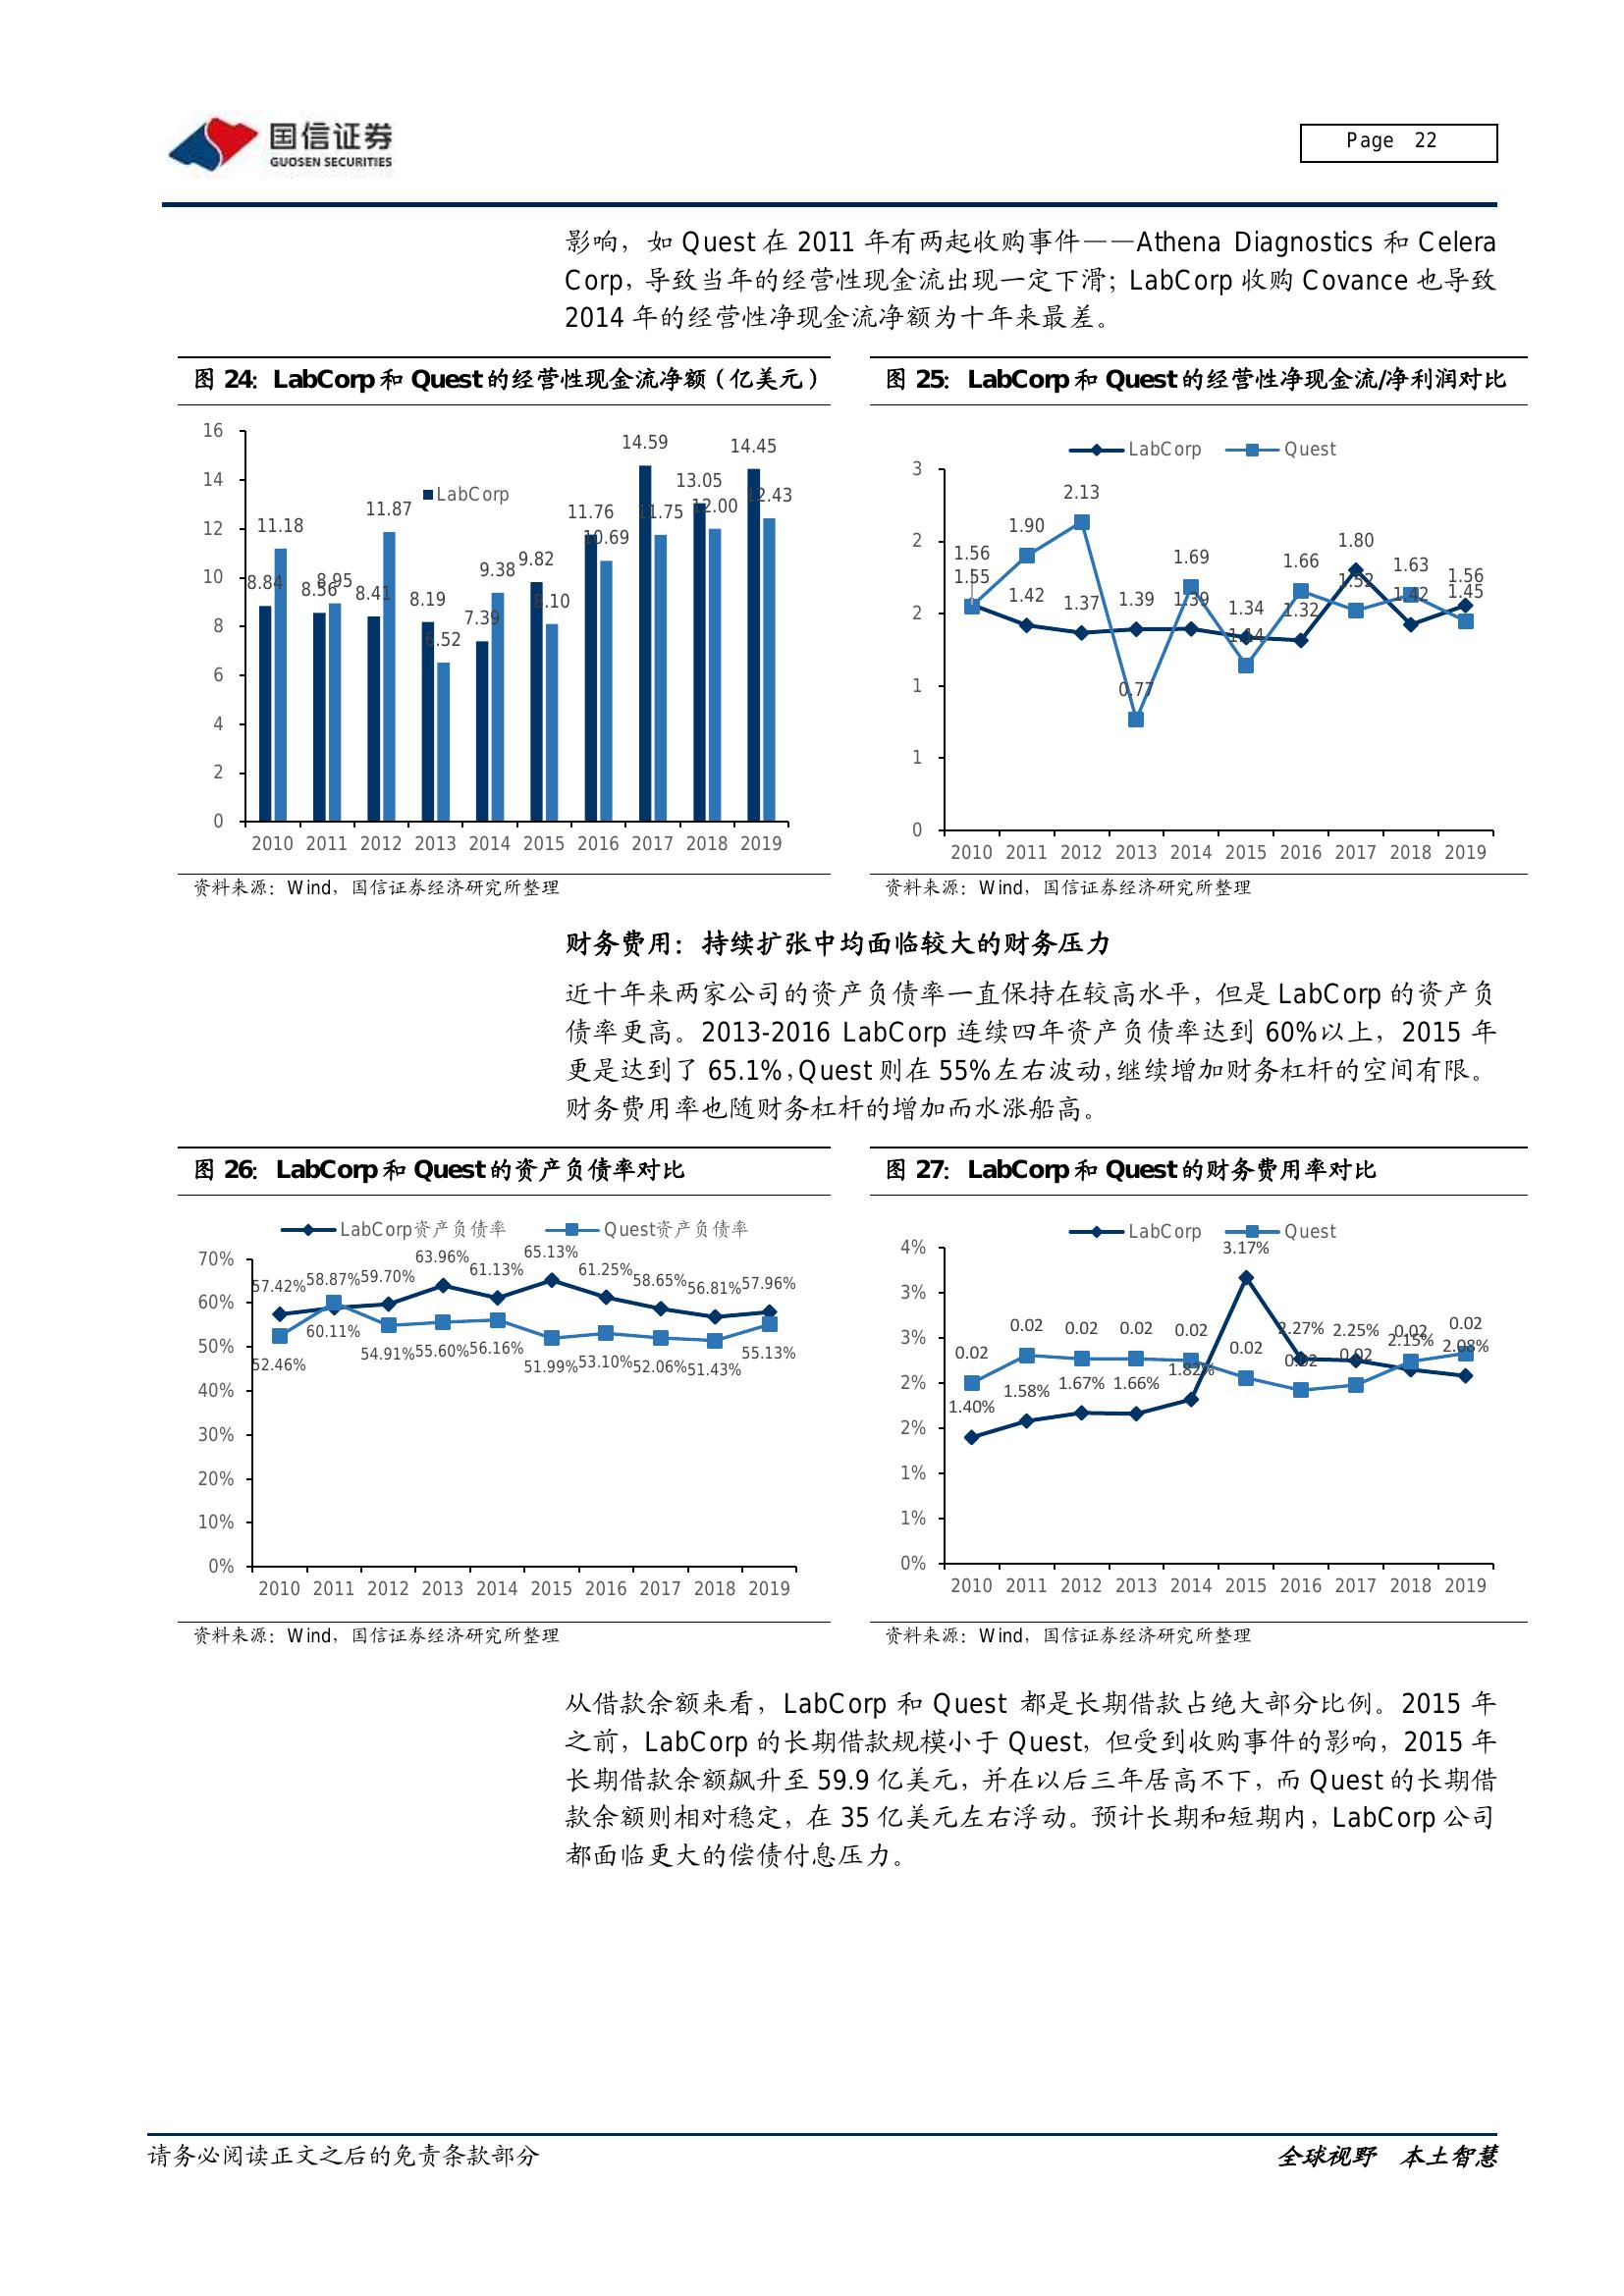 国信证券
GUOSEN SECURITIES
Page 22
影响，如 Quest 在 2011 年有两起收购事件——Athena Diagnostics 和 Celera
Corp，导致当年的经营性现金流出现一定下滑；LabCorp 收购 Covance 也导致
2014 年的经营性净现金流净额为十年来最差。
图 24：LabCorp 和 Quest 的经营性现金流净额（亿美元）
16
14
12
10
8
6
4
2
0
LabCorp
8.84 8.56 8.41 8.19 7.39 9.82 11.76 14.59 13.05 14.45
11.18 8.95 11.87 6.52 9.38 8.10 10.69 11.75 12.00 12.43
2010 2011 2012 2013 2014 2015 2016 2017 2018 2019
资料来源：Wind，国信证券经济研究所整理
图 25：LabCorp 和 Quest 的经营性净现金流/净利润对比
LabCorp Quest
3
2
2
1
1
0
1.56 1.90 2.13 0.77 1.69 1.14 1.66 1.52 1.63 1.45
1.55 1.42 1.37 1.39 1.39 1.34 1.32 1.80 1.42 1.56
2010 2011 2012 2013 2014 2015 2016 2017 2018 2019
资料来源：Wind，国信证券经济研究所整理
财务费用：持续扩张中均面临较大的财务压力
近十年来两家公司的资产负债率一直保持在较高水平，但是 LabCorp 的资产负
债率更高。2013-2016 LabCorp 连续四年资产负债率达到 60%以上，2015 年
更是达到了 65.1%，Quest 则在 55%左右波动，继续增加财务杠杆的空间有限。
财务费用率也随财务杠杆的增加而水涨船高。
图 26：LabCorp 和 Quest 的资产负债率对比
LabCorp资产负债率 Quest资产负债率
70%
60%
50%
40%
30%
20%
10%
0%
57.42% 58.87% 59.70% 63.96% 61.13% 65.13% 61.25% 58.65% 56.81% 57.96%
52.46% 60.11% 54.91% 55.60% 56.16% 51.99% 53.10% 52.06% 51.43% 55.13%
2010 2011 2012 2013 2014 2015 2016 2017 2018 2019
资料来源：Wind，国信证券经济研究所整理
图 27：LabCorp 和 Quest 的财务费用率对比
LabCorp Quest
4%
3%
3%
2%
2%
1%
1%
0%
0.02 0.02 0.02 0.02 0.02 0.02 0.02 0.02 0.02 0.02
1.40% 1.58% 1.67% 1.66% 1.82% 3.17% 2.27% 2.25% 2.15% 2.08%
2010 2011 2012 2013 2014 2015 2016 2017 2018 2019
资料来源：Wind，国信证券经济研究所整理
从借款余额来看，LabCorp 和 Quest 都是长期借款占绝大部分比例。2015 年
之前，LabCorp 的长期借款规模小于 Quest，但受到收购事件的影响，2015 年
长期借款余额飙升至 59.9 亿美元，并在以后三年居高不下，而 Quest 的长期借
款余额则相对稳定，在 35 亿美元左右浮动。预计长期和短期内，LabCorp 公司
都面临更大的偿债付息压力。
请务必阅读正文之后的免责条款部分
全球视野 本土智慧